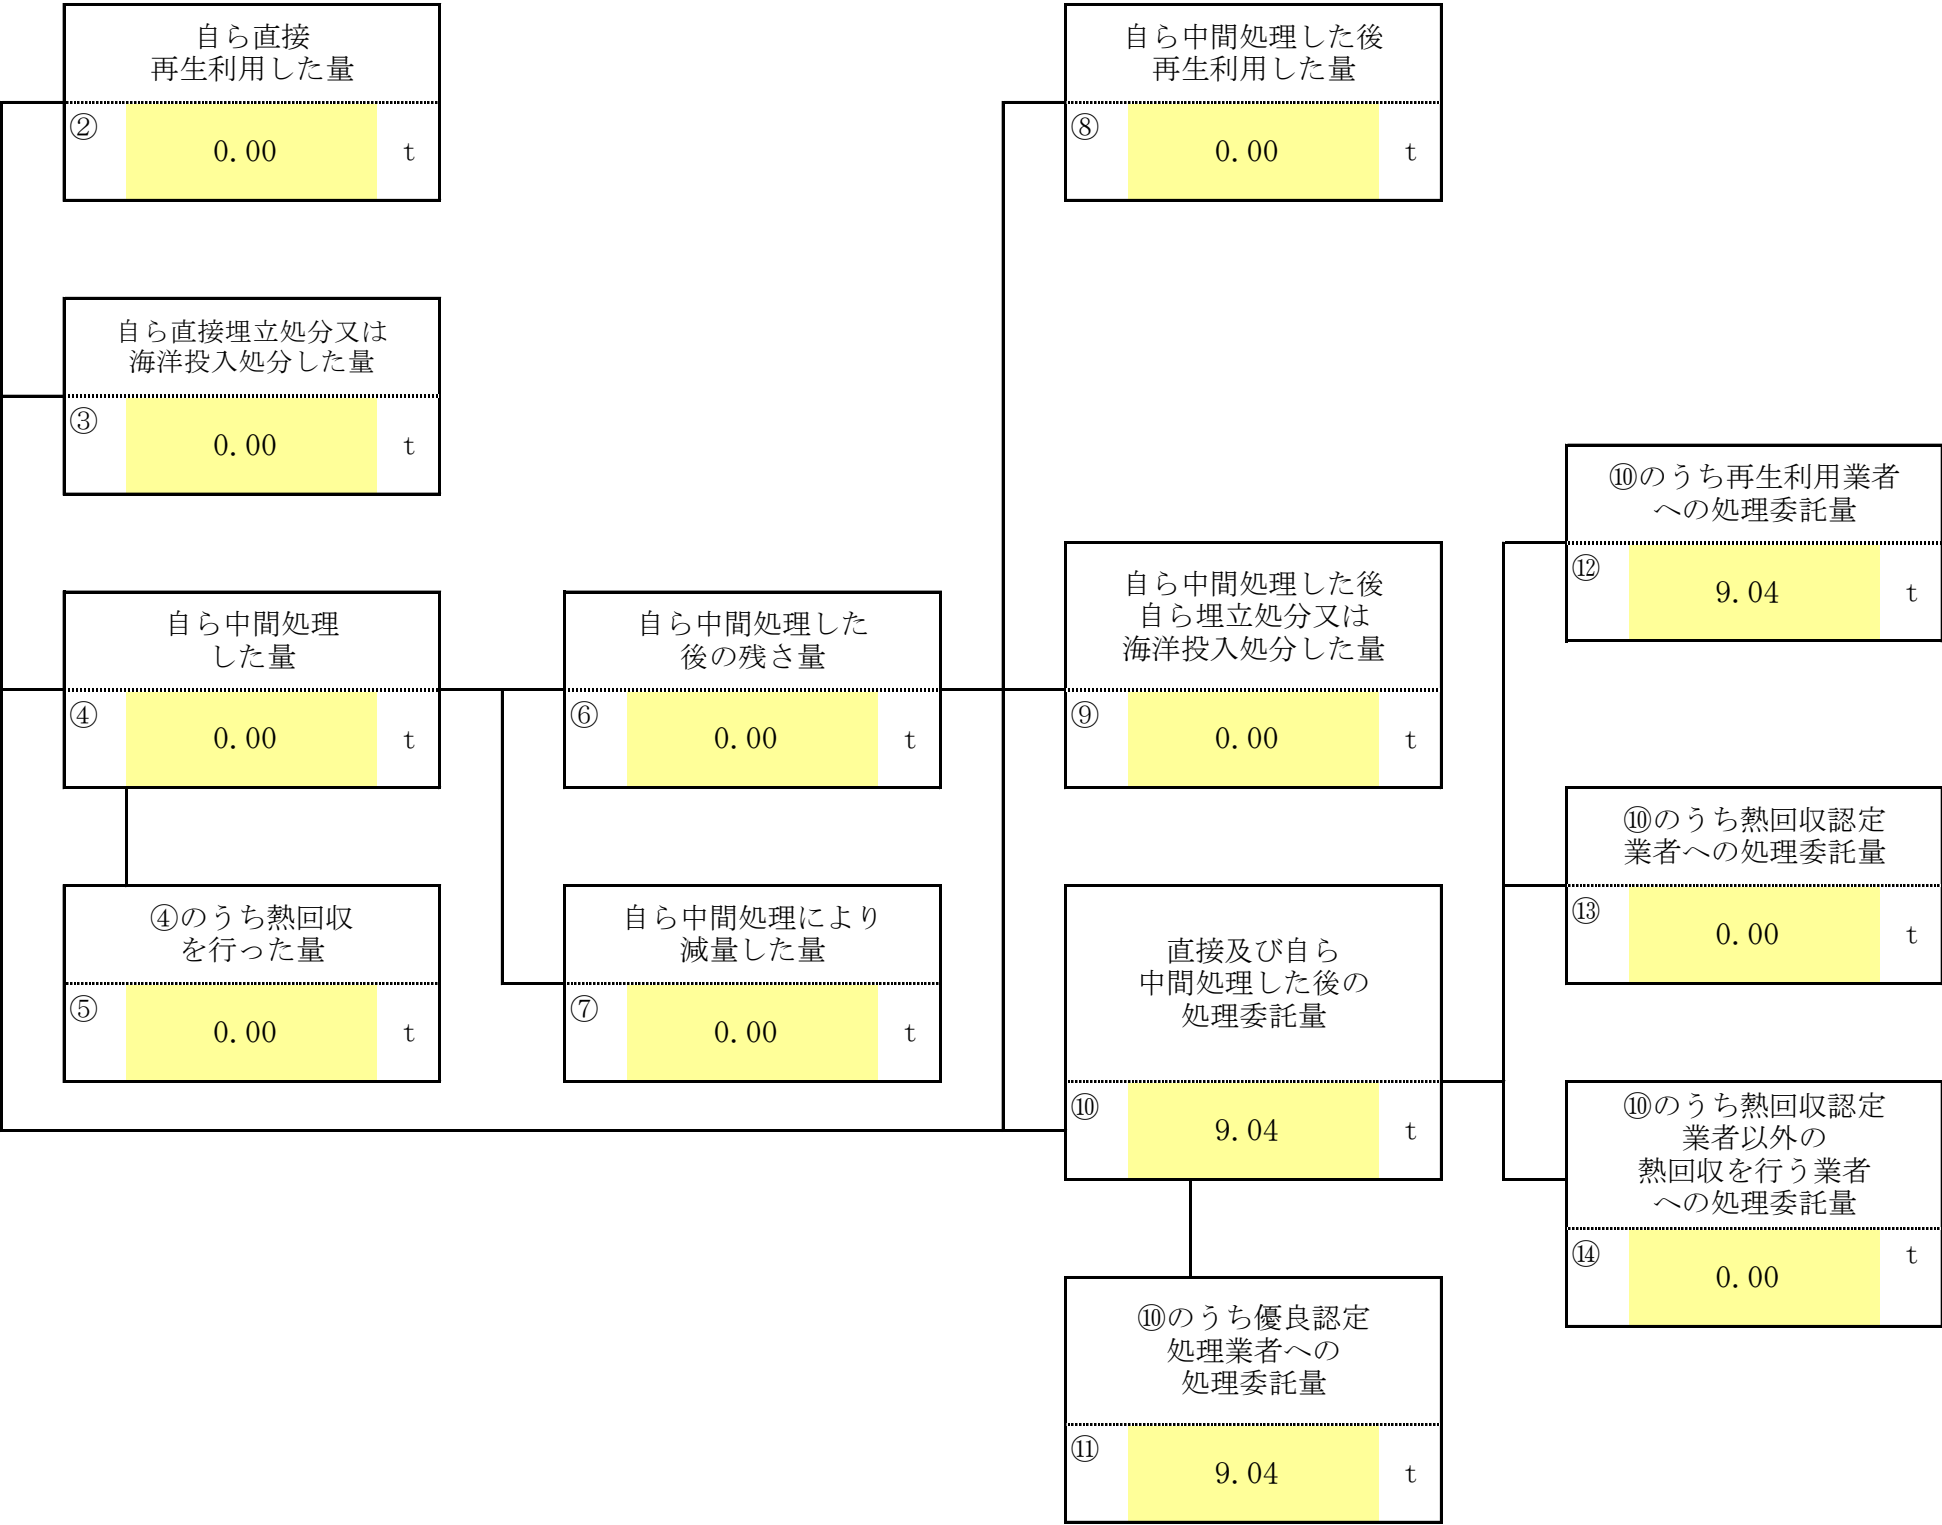 自ら直接
再生利用した量
②
0.00 t
自ら中間処理した後
再生利用した量
⑧
0.00 t
自ら直接埋立処分又は
海洋投入処分した量
③
0.00 t
⑩のうち再生利用業者
への処理委託量
⑫
9.04 t
自ら中間処理
した量
④
0.00 t
自ら中間処理した
後の残さ量
⑥
0.00 t
自ら中間処理した後
自ら埋立処分又は
海洋投入処分した量
⑨
0.00 t
⑩のうち熱回収認定
業者への処理委託量
⑬
0.00 t
④のうち熱回収
を行った量
⑤
0.00 t
自ら中間処理により
減量した量
⑦
0.00 t
直接及び自ら
中間処理した後の
処理委託量
⑩
9.04 t
⑩のうち熱回収認定
業者以外の
熱回収を行う業者
への処理委託量
⑭
0.00 t
⑩のうち優良認定
処理業者への
処理委託量
⑪
9.04 t